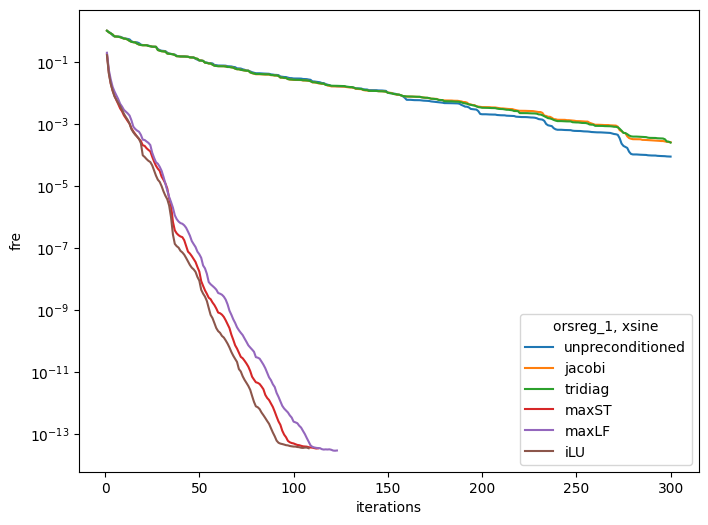 10⁻¹
10⁻³
10⁻⁵
10⁻⁷
10⁻⁹
10⁻¹¹
10⁻¹³
fre
0 50 100 150 200 250 300
iterations
orsreg_1, xsine
unpreconditioned
jacobi
tridiag
maxST
maxLF
iLU